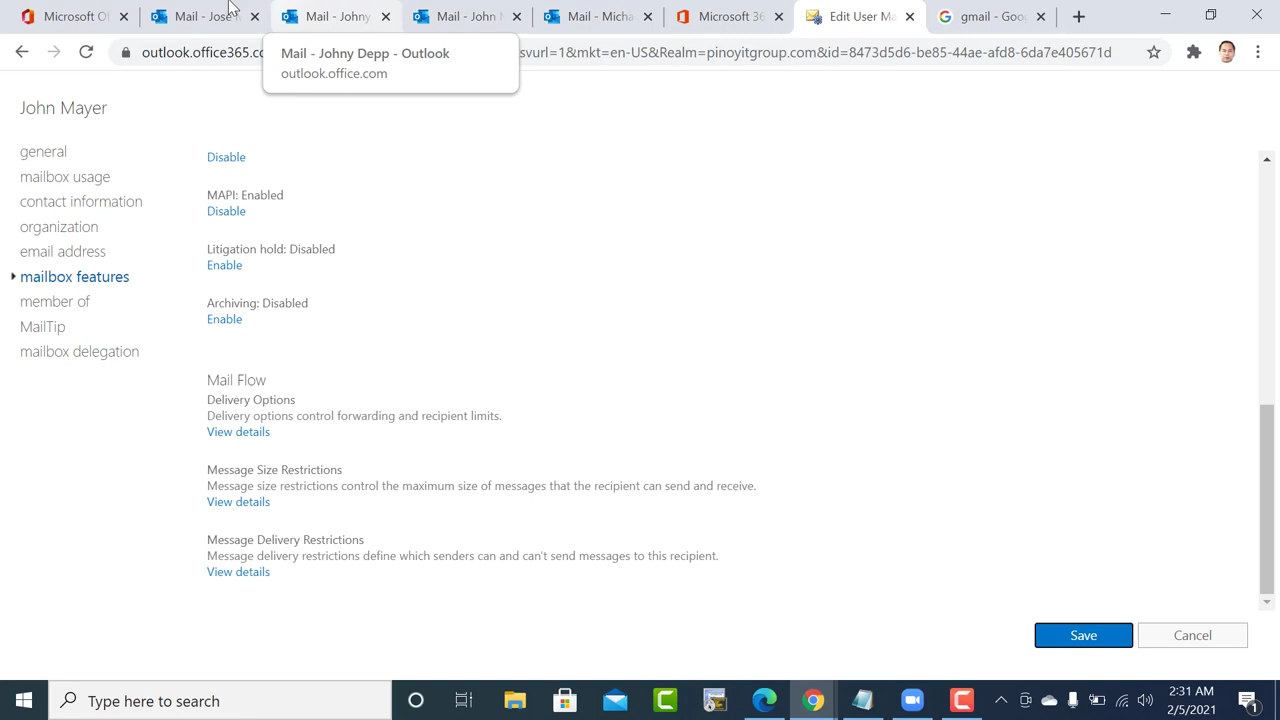 Microsoft Of
Mail - José
Mail - Johny
Mail - John M
Mail - Micha
Microsoft 36
Edit User Ma
gmail - Goo
outlook.office365.co
svurl=1&mkt=en-US&Realm=pinoyitgroup.com&id=8473d5d6-be85-44ae-afd8-6da7e405671d
Mail - Johny Depp - Outlook
outlook.office.com
John Mayer
general
mailbox usage
contact information
organization
email address
mailbox features
member of
MailTip
mailbox delegation
Disable
MAPI: Enabled
Disable
Litigation hold: Disabled
Enable
Archiving: Disabled
Enable
Mail Flow
Delivery Options
Delivery options control forwarding and recipient limits.
View details
Message Size Restrictions
Message size restrictions control the maximum size of messages that the recipient can send and receive.
View details
Message Delivery Restrictions
Message delivery restrictions define which senders can and can't send messages to this recipient.
View details
Save
Cancel
Type here to search
2:31 AM
2/5/2021
1